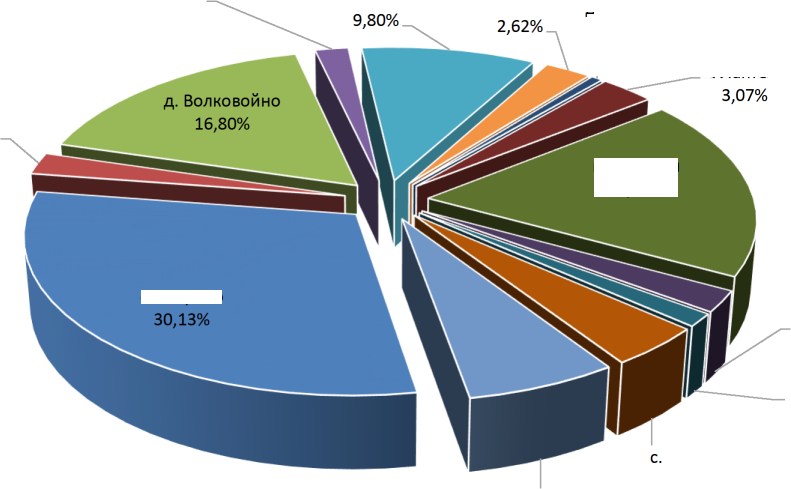 9,80%
2,62%
3,07%
д. Волковойно
16,80%
30,13%
с.